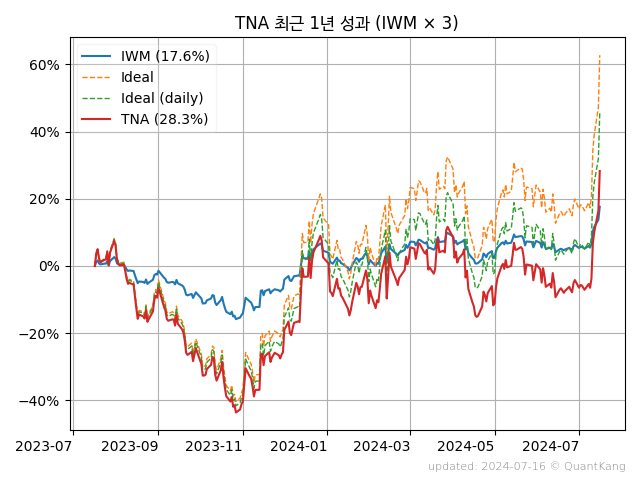 TNA 최근 1년 성과 (IWM × 3)
IWM (17.6%)
Ideal
Ideal (daily)
TNA (28.3%)
60%
40%
20%
0%
−20%
−40%
2023-07 2023-09 2023-11 2024-01 2024-03 2024-05 2024-07
updated: 2024-07-16 © QuantKang